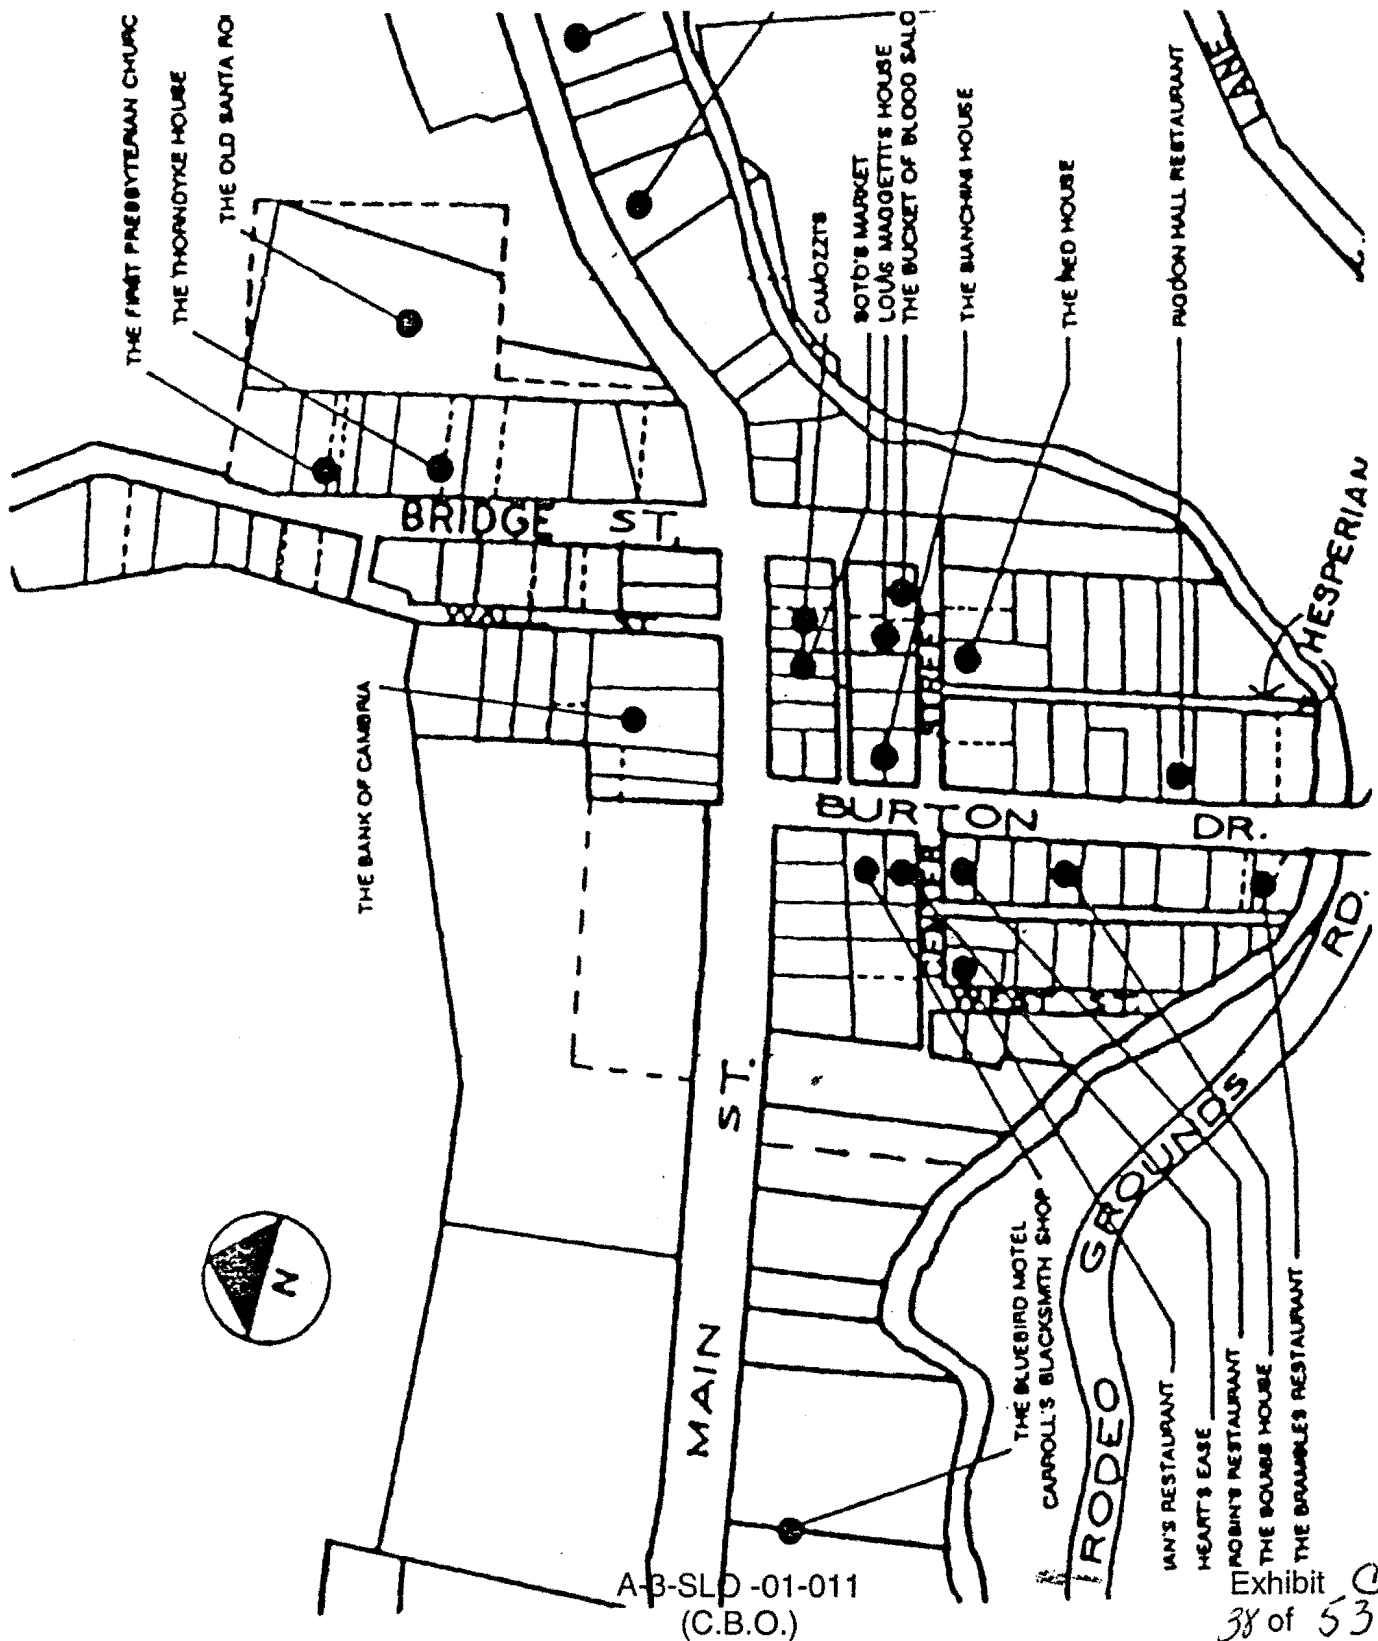 THE FIRST PRESBYTERIAN CHURC
THE THORNDYKE HOUSE
THE OLD SANTA RO
CAMOZZI'S
SOTO'S MARKET
LOUIS MAGGETTI'S HOUSE
THE BUCKET OF BLOOD SALO
THE BIANCHINI HOUSE
THE RED HOUSE
RIGDON HALL RESTAURANT
LANE
BRIDGE ST.
HESPERIAN
THE BANK OF CAMBRIA
CENTER STREET
BURTON DR.
MAIN ST.
RODEO GROUNDS RD.
N
THE BLUEBIRD MOTEL
CARROLL'S BLACKSMITH SHOP
IAN'S RESTAURANT
HEART'S EASE
ROBIN'S RESTAURANT
THE SQUIBB HOUSE
THE BRAMBLES RESTAURANT
A-3-SLO -01-011
(C.B.O.)
Exhibit C
38 of 53